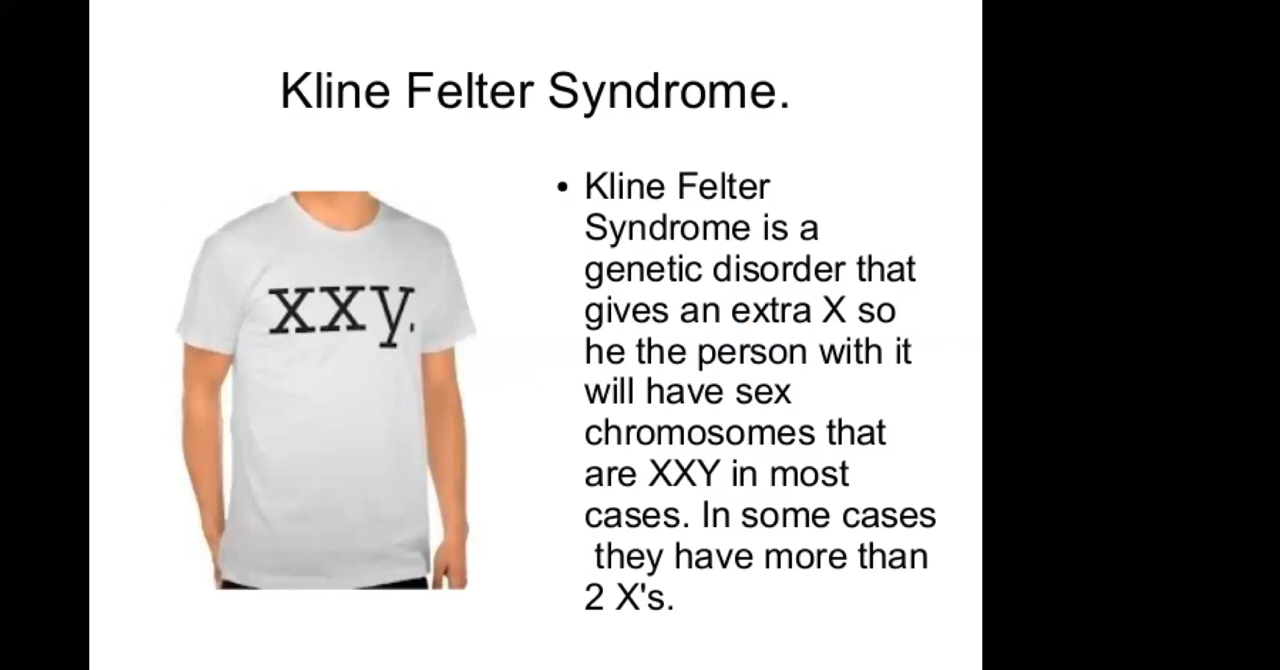 Kline Felter Syndrome.
xxy.
• Kline Felter
Syndrome is a
genetic disorder that
gives an extra X so
he the person with it
will have sex
chromosomes that
are XXY in most
cases. In some cases
they have more than
2 X's.